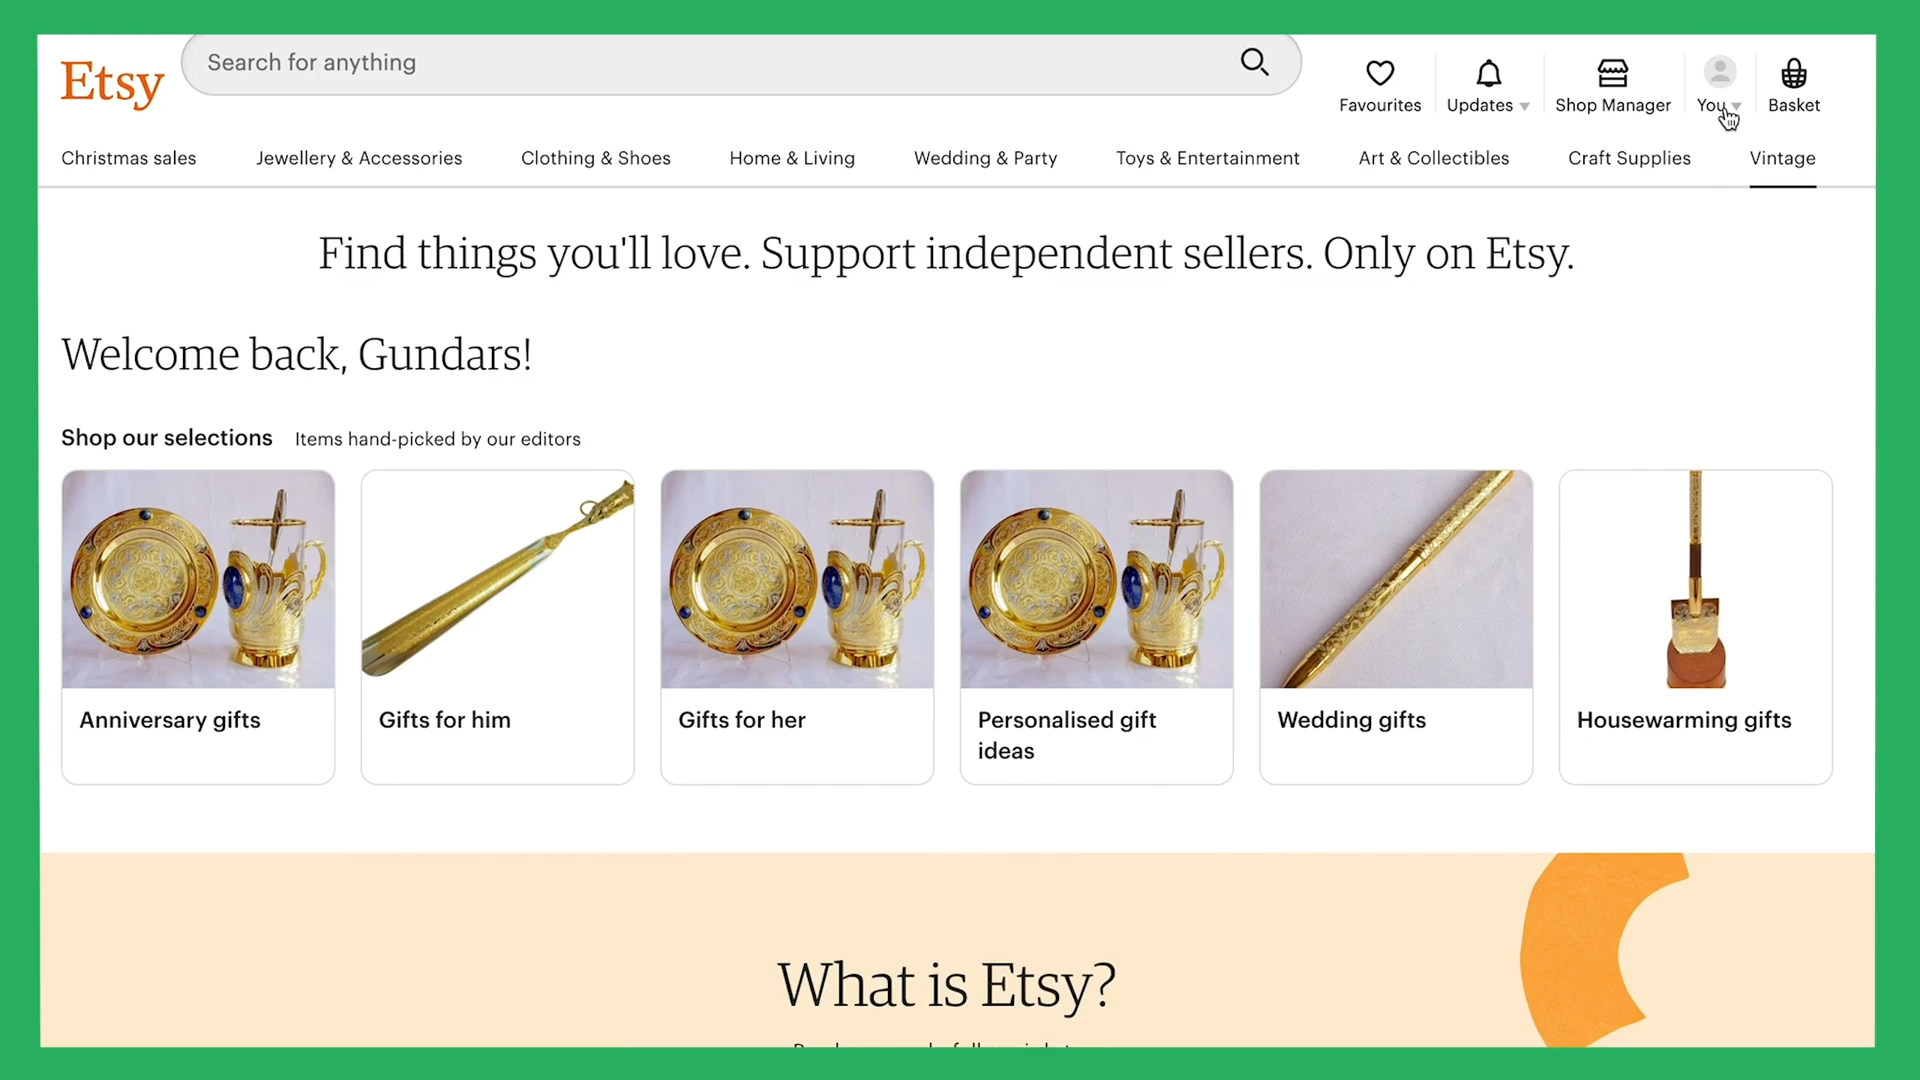 Etsy
Search for anything
Favourites
Updates
Shop Manager
You
Basket
Christmas sales
Jewellery & Accessories
Clothing & Shoes
Home & Living
Wedding & Party
Toys & Entertainment
Art & Collectibles
Craft Supplies
Vintage
Find things you'll love. Support independent sellers. Only on Etsy.
Welcome back, Gundars!
Shop our selections
Items hand-picked by our editors
Anniversary gifts
Gifts for him
Gifts for her
Personalised gift
ideas
Wedding gifts
Housewarming gifts
What is Etsy?